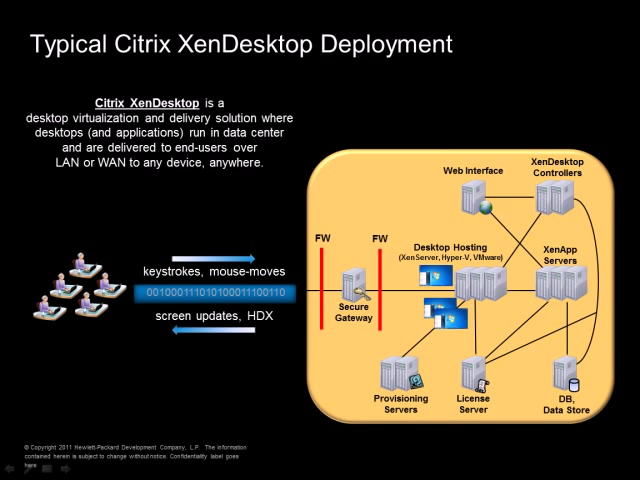 Typical Citrix XenDesktop Deployment
Citrix XenDesktop is a
desktop virtualization and delivery solution where
desktops (and applications) run in data center
and are delivered to end-users over
LAN or WAN to any device, anywhere.
keystrokes, mouse-moves
001000111010100011100110
screen updates, HDX
FW
FW
Secure
Gateway
Web Interface
XenDesktop
Controllers
Desktop Hosting
(XenServer, Hyper-V, VMware)
XenApp
Servers
Provisioning
Servers
License
Server
DB,
Data Store
© Copyright 2011 Hewlett-Packard Development Company, L.P. The information
contained herein is subject to change without notice. Confidentiality label goes
here